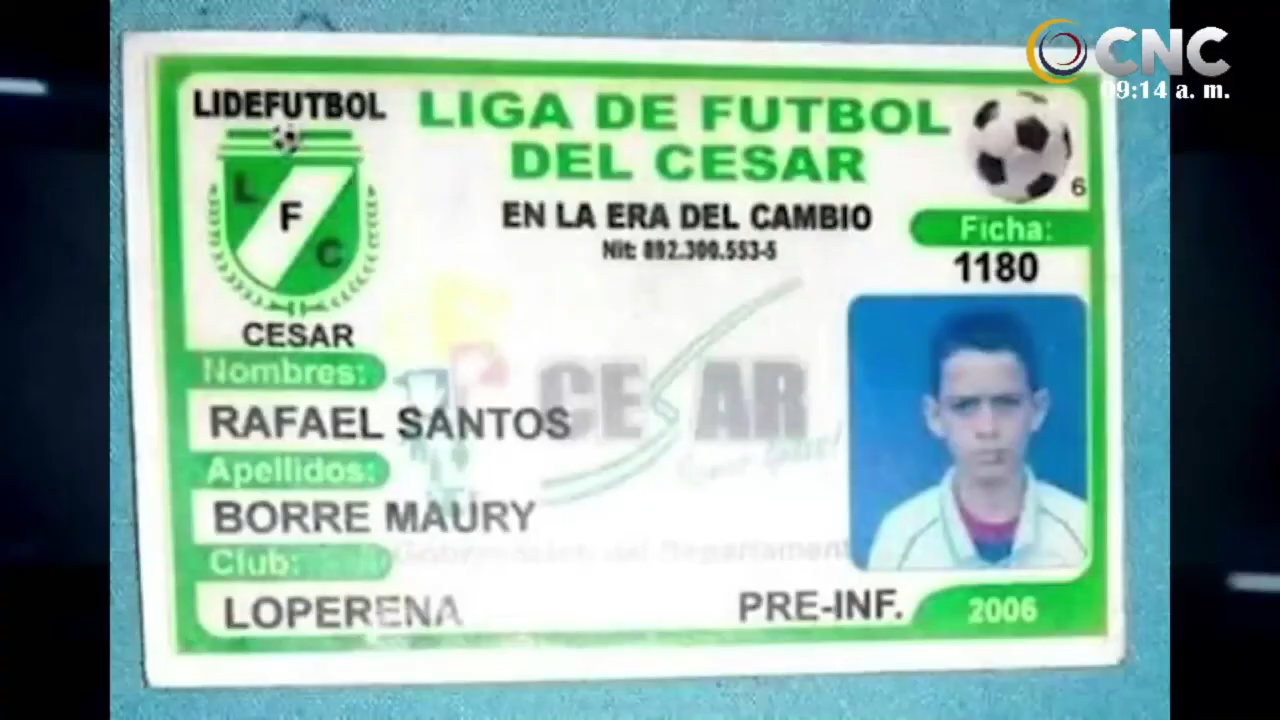 CNC
09:14 a. m.
LIDEFUTBOL
LIGA DE FUTBOL
DEL CESAR
EN LA ERA DEL CAMBIO
Nit: 892.300.553-5
6
Ficha:
1180
L F C
CESAR
Nombres:
RAFAEL SANTOS
CESAR
Apellidos:
BORRE MAURY
Club:
Departament
LOPERENA
PRE-INF.
2006